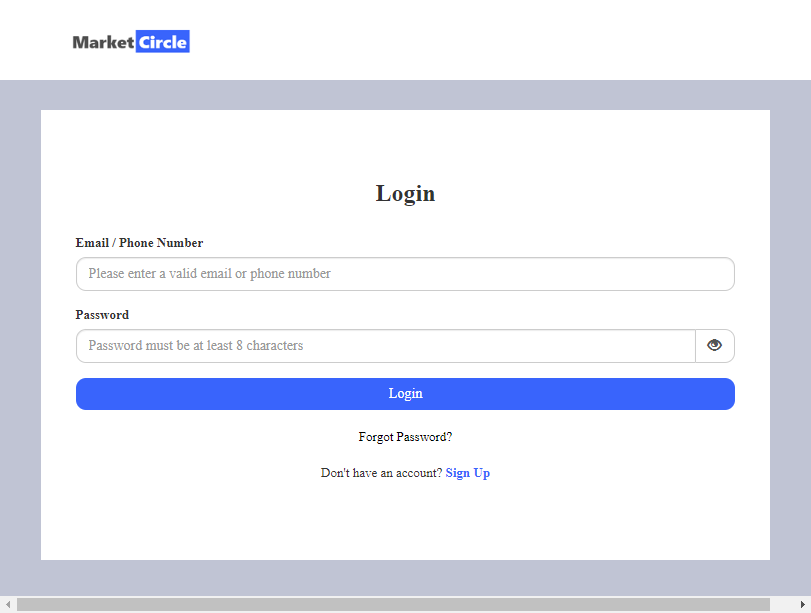 Market Circle
Login
Email / Phone Number
Please enter a valid email or phone number
Password
Password must be at least 8 characters
Login
Forgot Password?
Don't have an account? Sign Up